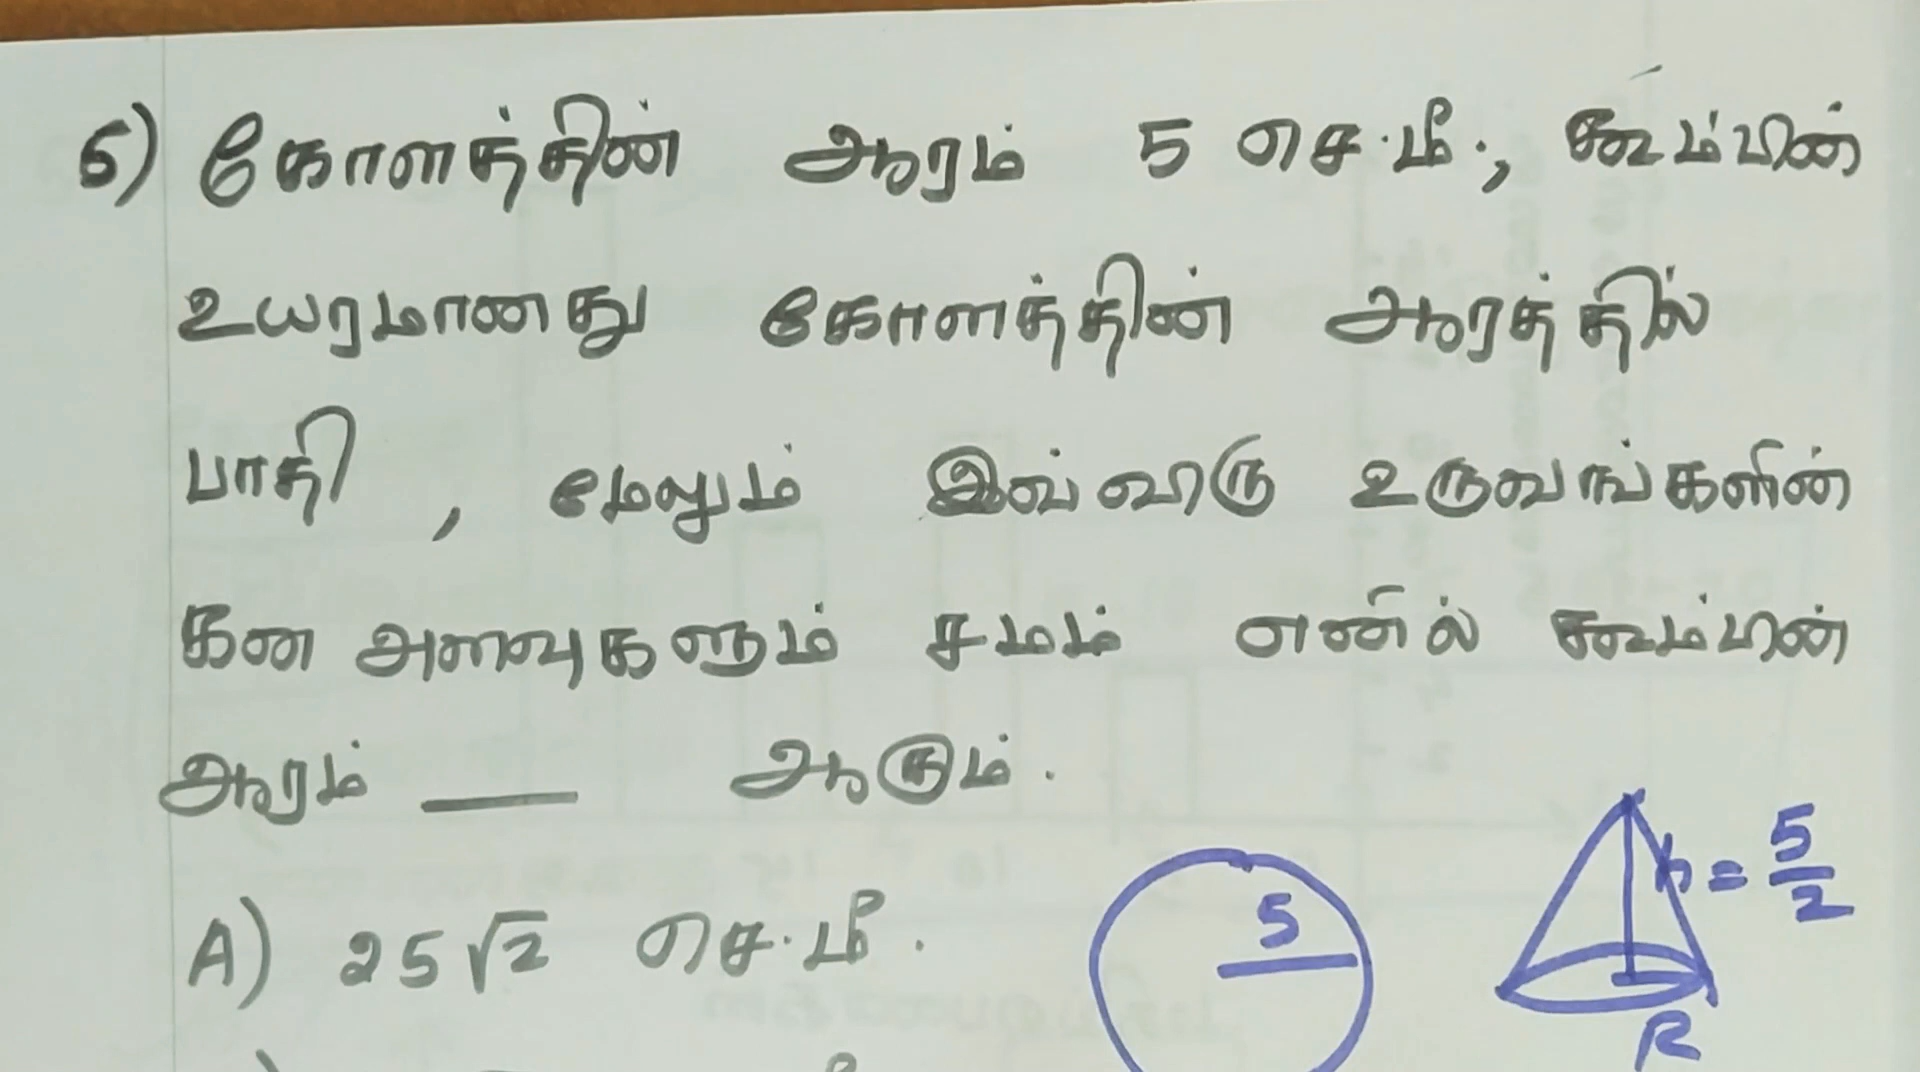 5) கோளத்தின் ஆரம் 5 செ.மீ., கூம்பின்
உயரமானது கோளத்தின் ஆரத்தில்
பாதி , மேலும் இவ்விரு உருவங்களின்
கன அளவுகளும் சமம் எனில் கூம்பின்
ஆரம் ___ ஆகும்.
A) 25√2 செ.மீ.
5
h = 5/2
R